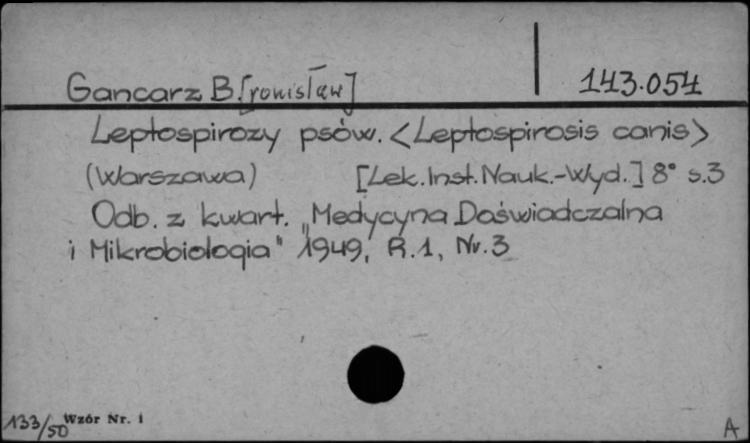 Gancarz B.[ronisław] 143.054
Leptospirozy psów. <Leptospirosis canis>
(Warszawa) [Lek. Inst. Nauk.-Wyd.] 8° s.3
Odb. z kwart. „Medycyna Doświadczalna
i Mikrobiologia" 1949, R.1, Nr.3
133/50 Wzór Nr. 1 A